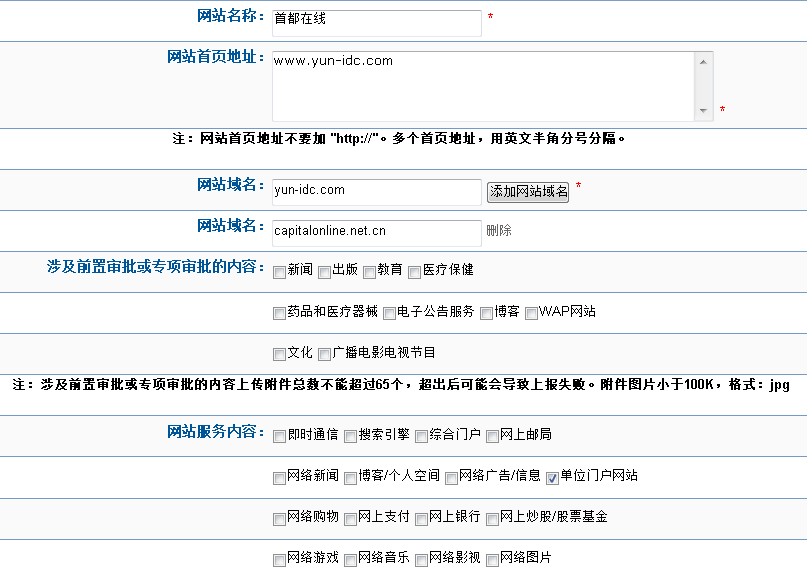 网站名称： 首都在线 *
网站首页地址： www.yun-idc.com *
注：网站首页地址不要加 "http://"。多个首页地址，用英文半角分号分隔。
网站域名： yun-idc.com 添加网站域名 *
网站域名： capitalonline.net.cn 删除
涉及前置审批或专项审批的内容： 新闻 出版 教育 医疗保健
药品和医疗器械 电子公告服务 博客 WAP网站
文化 广播电影电视节目
注：涉及前置审批或专项审批的内容上传附件总数不能超过65个，超出后可能会导致上报失败。附件图片小于100K，格式：jpg
网站服务内容： 即时通信 搜索引擎 综合门户 网上邮局
网络新闻 博客/个人空间 网络广告/信息 单位门户网站
网络购物 网上支付 网上银行 网上炒股/股票基金
网络游戏 网络音乐 网络影视 网络图片